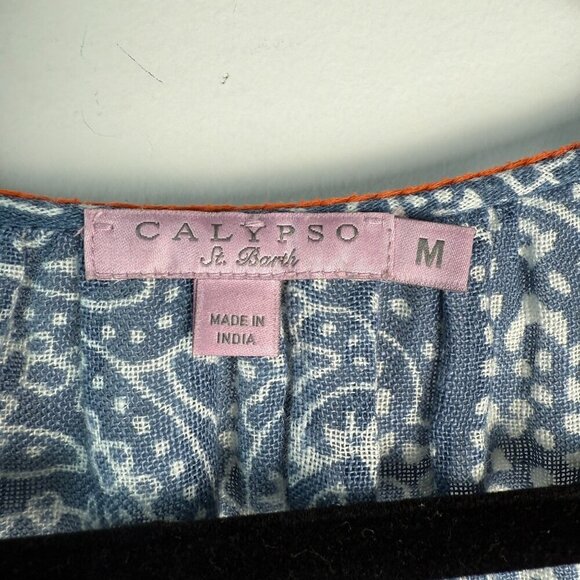 CALYPSO
St. Barth
M
MADE IN
INDIA